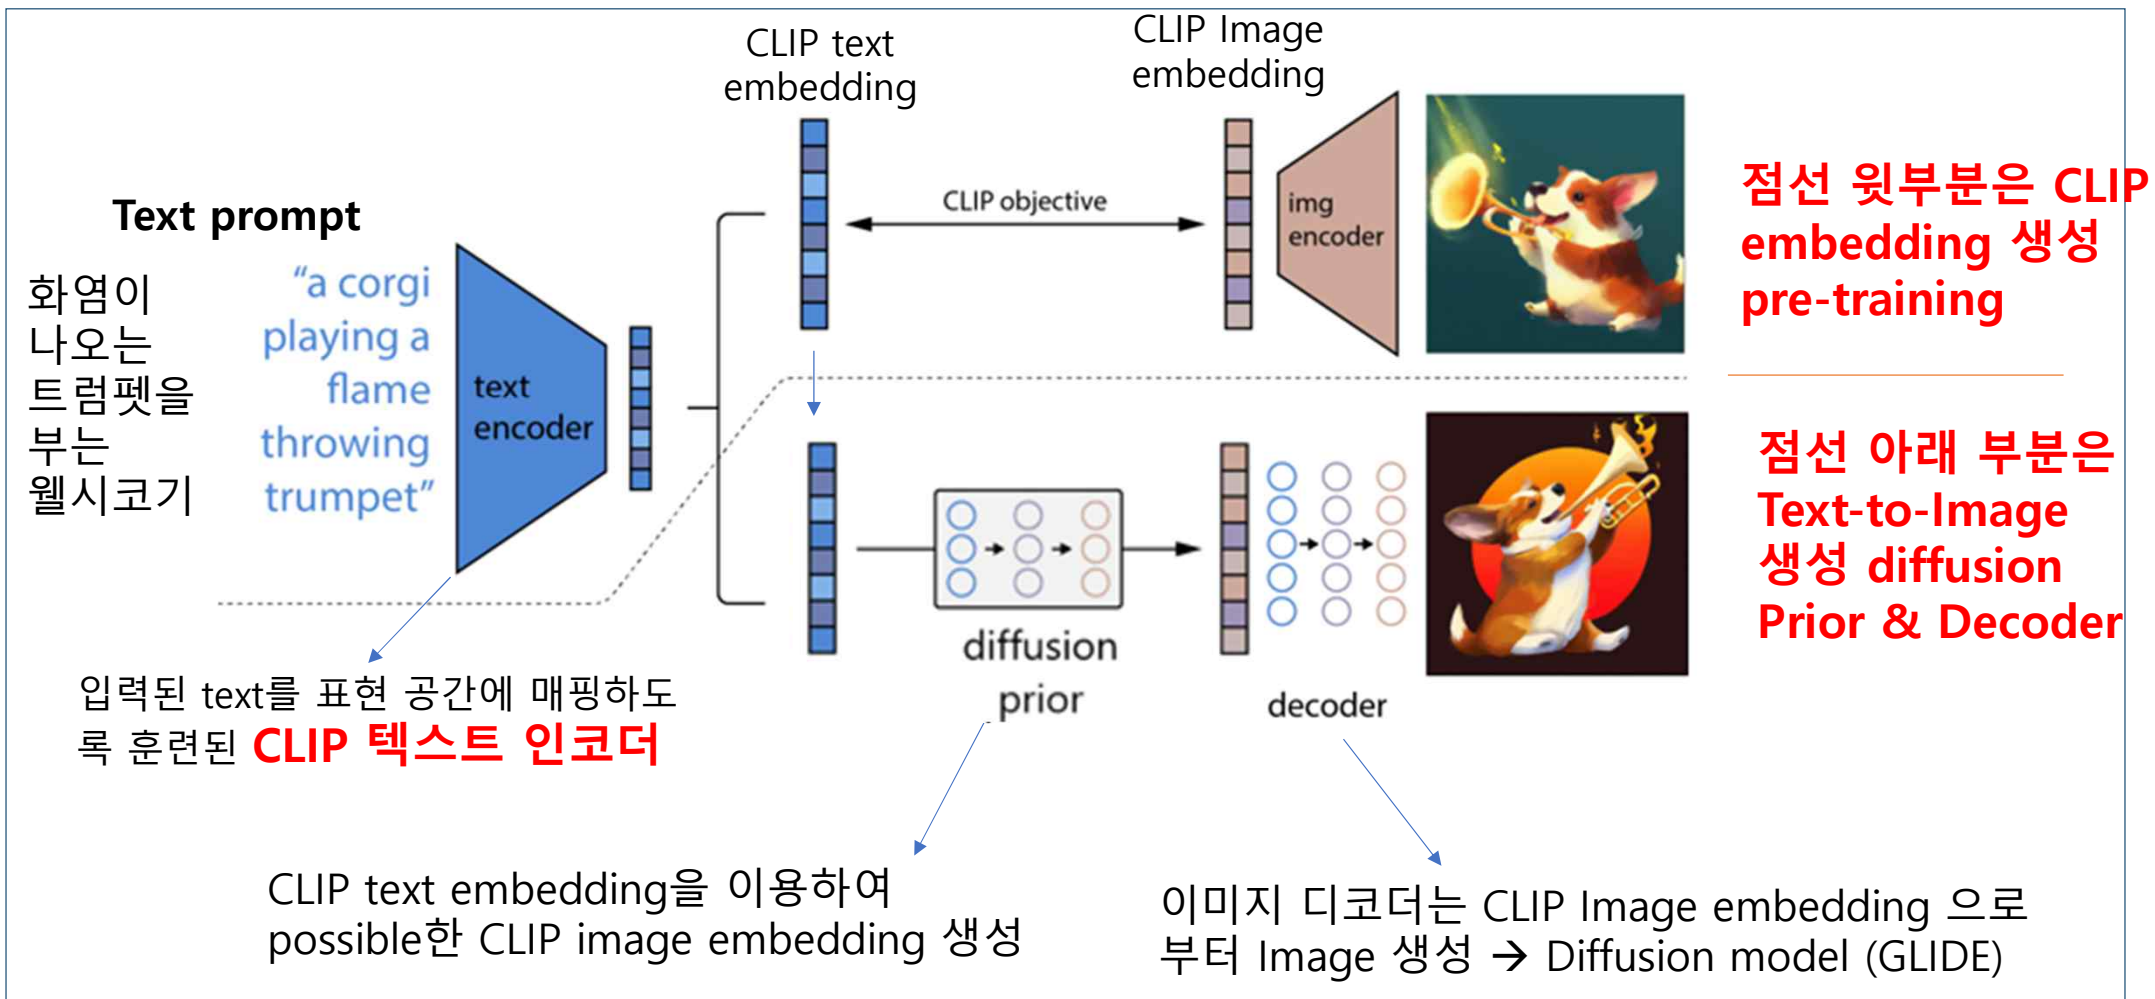 CLIP text
embedding
CLIP Image
embedding
Text prompt
화염이
나오는
트럼펫을
부는
웰시코기
“a corgi
playing a
flame
throwing
trumpet”
text
encoder
CLIP objective
img
encoder
점선 윗부분은 CLIP
embedding 생성
pre-training
점선 아래 부분은
Text-to-Image
생성 diffusion
Prior & Decoder
diffusion
prior
decoder
입력된 text를 표현 공간에 매핑하도
록 훈련된 CLIP 텍스트 인코더
CLIP text embedding을 이용하여
possible한 CLIP image embedding 생성
이미지 디코더는 CLIP Image embedding 으로
부터 Image 생성 → Diffusion model (GLIDE)